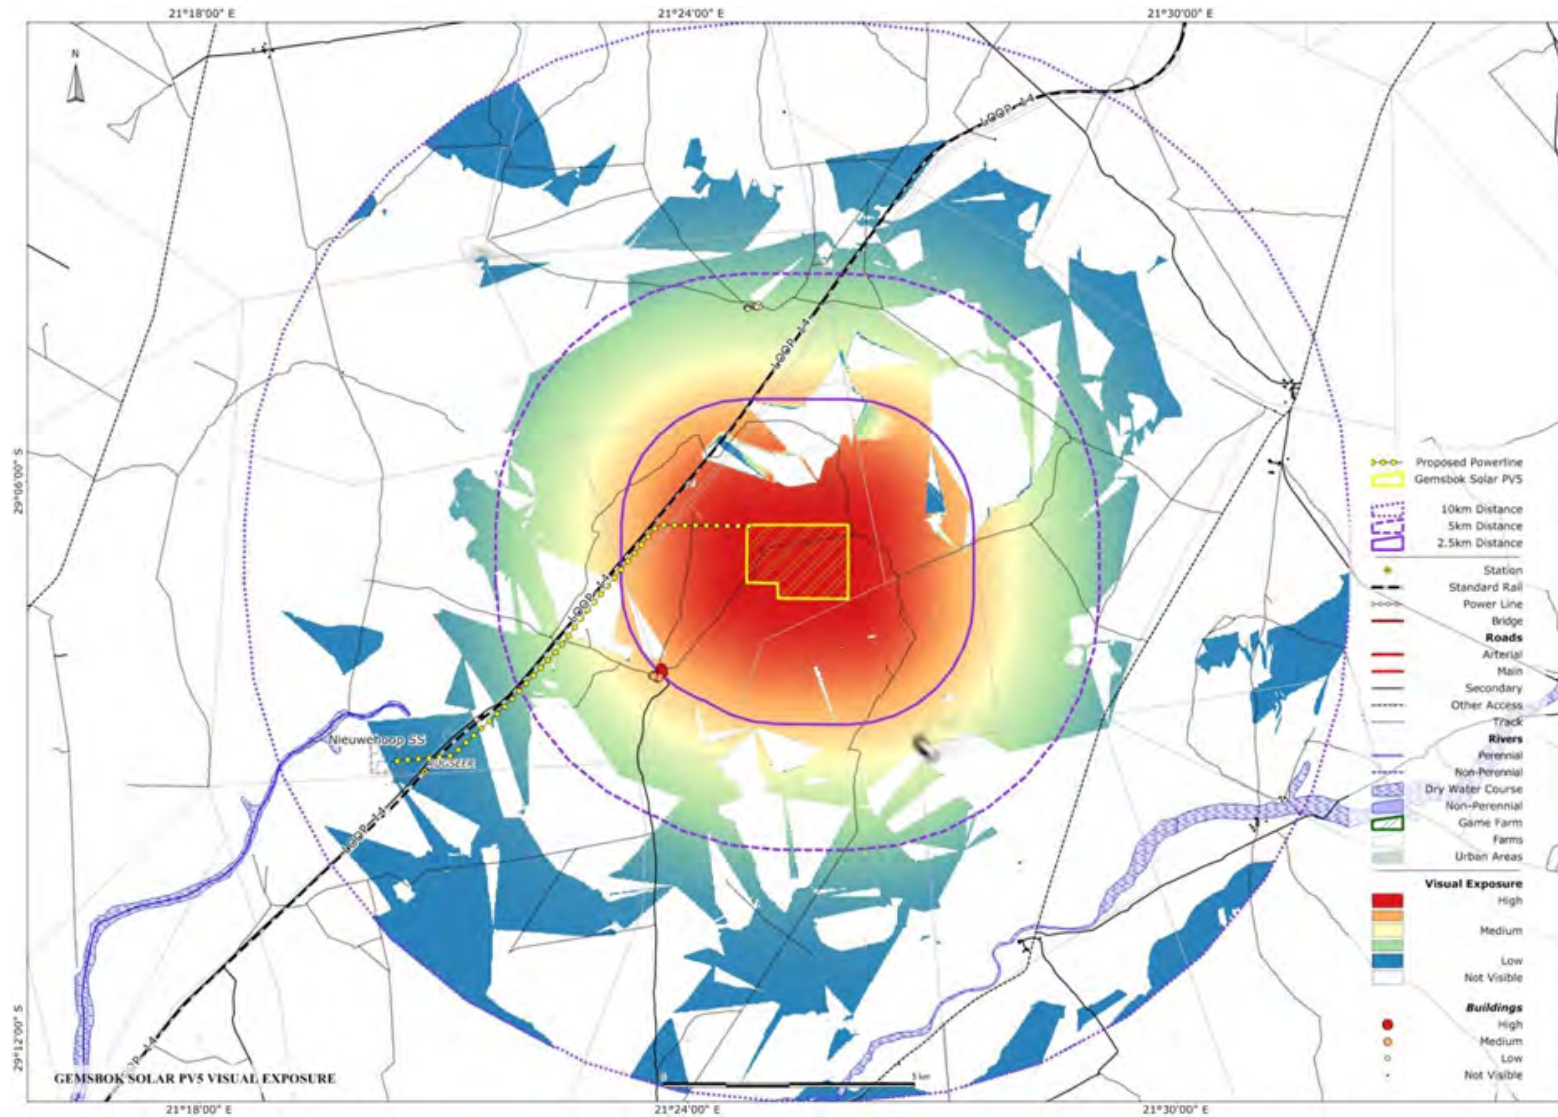 21°18'00" E
21°24'00" E
21°30'00" E
N
LOOP 14
LOOP 14
29°06'00" S
LOOP 14
Nieuwehoop SS
LOOP 14
29°12'00" S
GEMSBOK SOLAR PV5 VISUAL EXPOSURE
5 km
21°18'00" E
21°24'00" E
21°30'00" E
Proposed Powerline
Gemsbok Solar PV5
10km Distance
5km Distance
2.5km Distance
Station
Standard Rail
Power Line
Bridge
Roads
Arterial
Main
Secondary
Other Access
Track
Rivers
Perennial
Non-Perennial
Dry Water Course
Non-Perennial
Game Farm
Farms
Urban Areas
Visual Exposure
High
Medium
Low
Not Visible
Buildings
High
Medium
Low
Not Visible